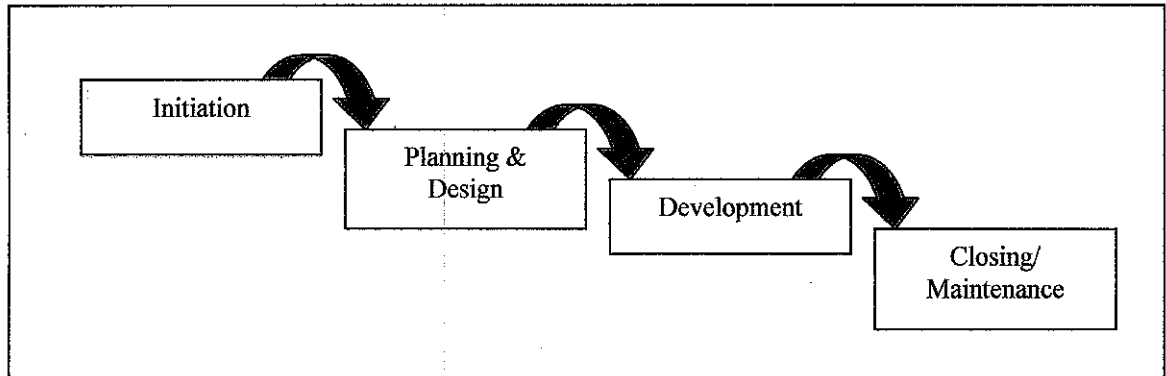 Initiation
Planning &
Design
Development
Closing/
Maintenance